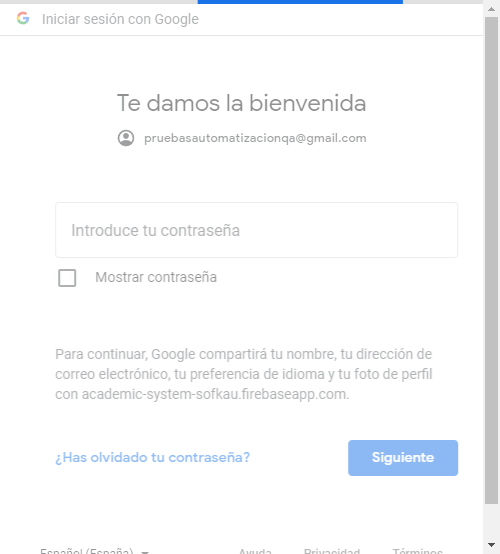 Iniciar sesión con Google
Te damos la bienvenida
pruebasautomatizacionqa@gmail.com
Introduce tu contraseña
Mostrar contraseña
Para continuar, Google compartirá tu nombre, tu dirección de
correo electrónico, tu preferencia de idioma y tu foto de perfil
con academic-system-sofkau.firebaseapp.com.
¿Has olvidado tu contraseña? Siguiente
Español (España) Ayuda Privacidad Términos